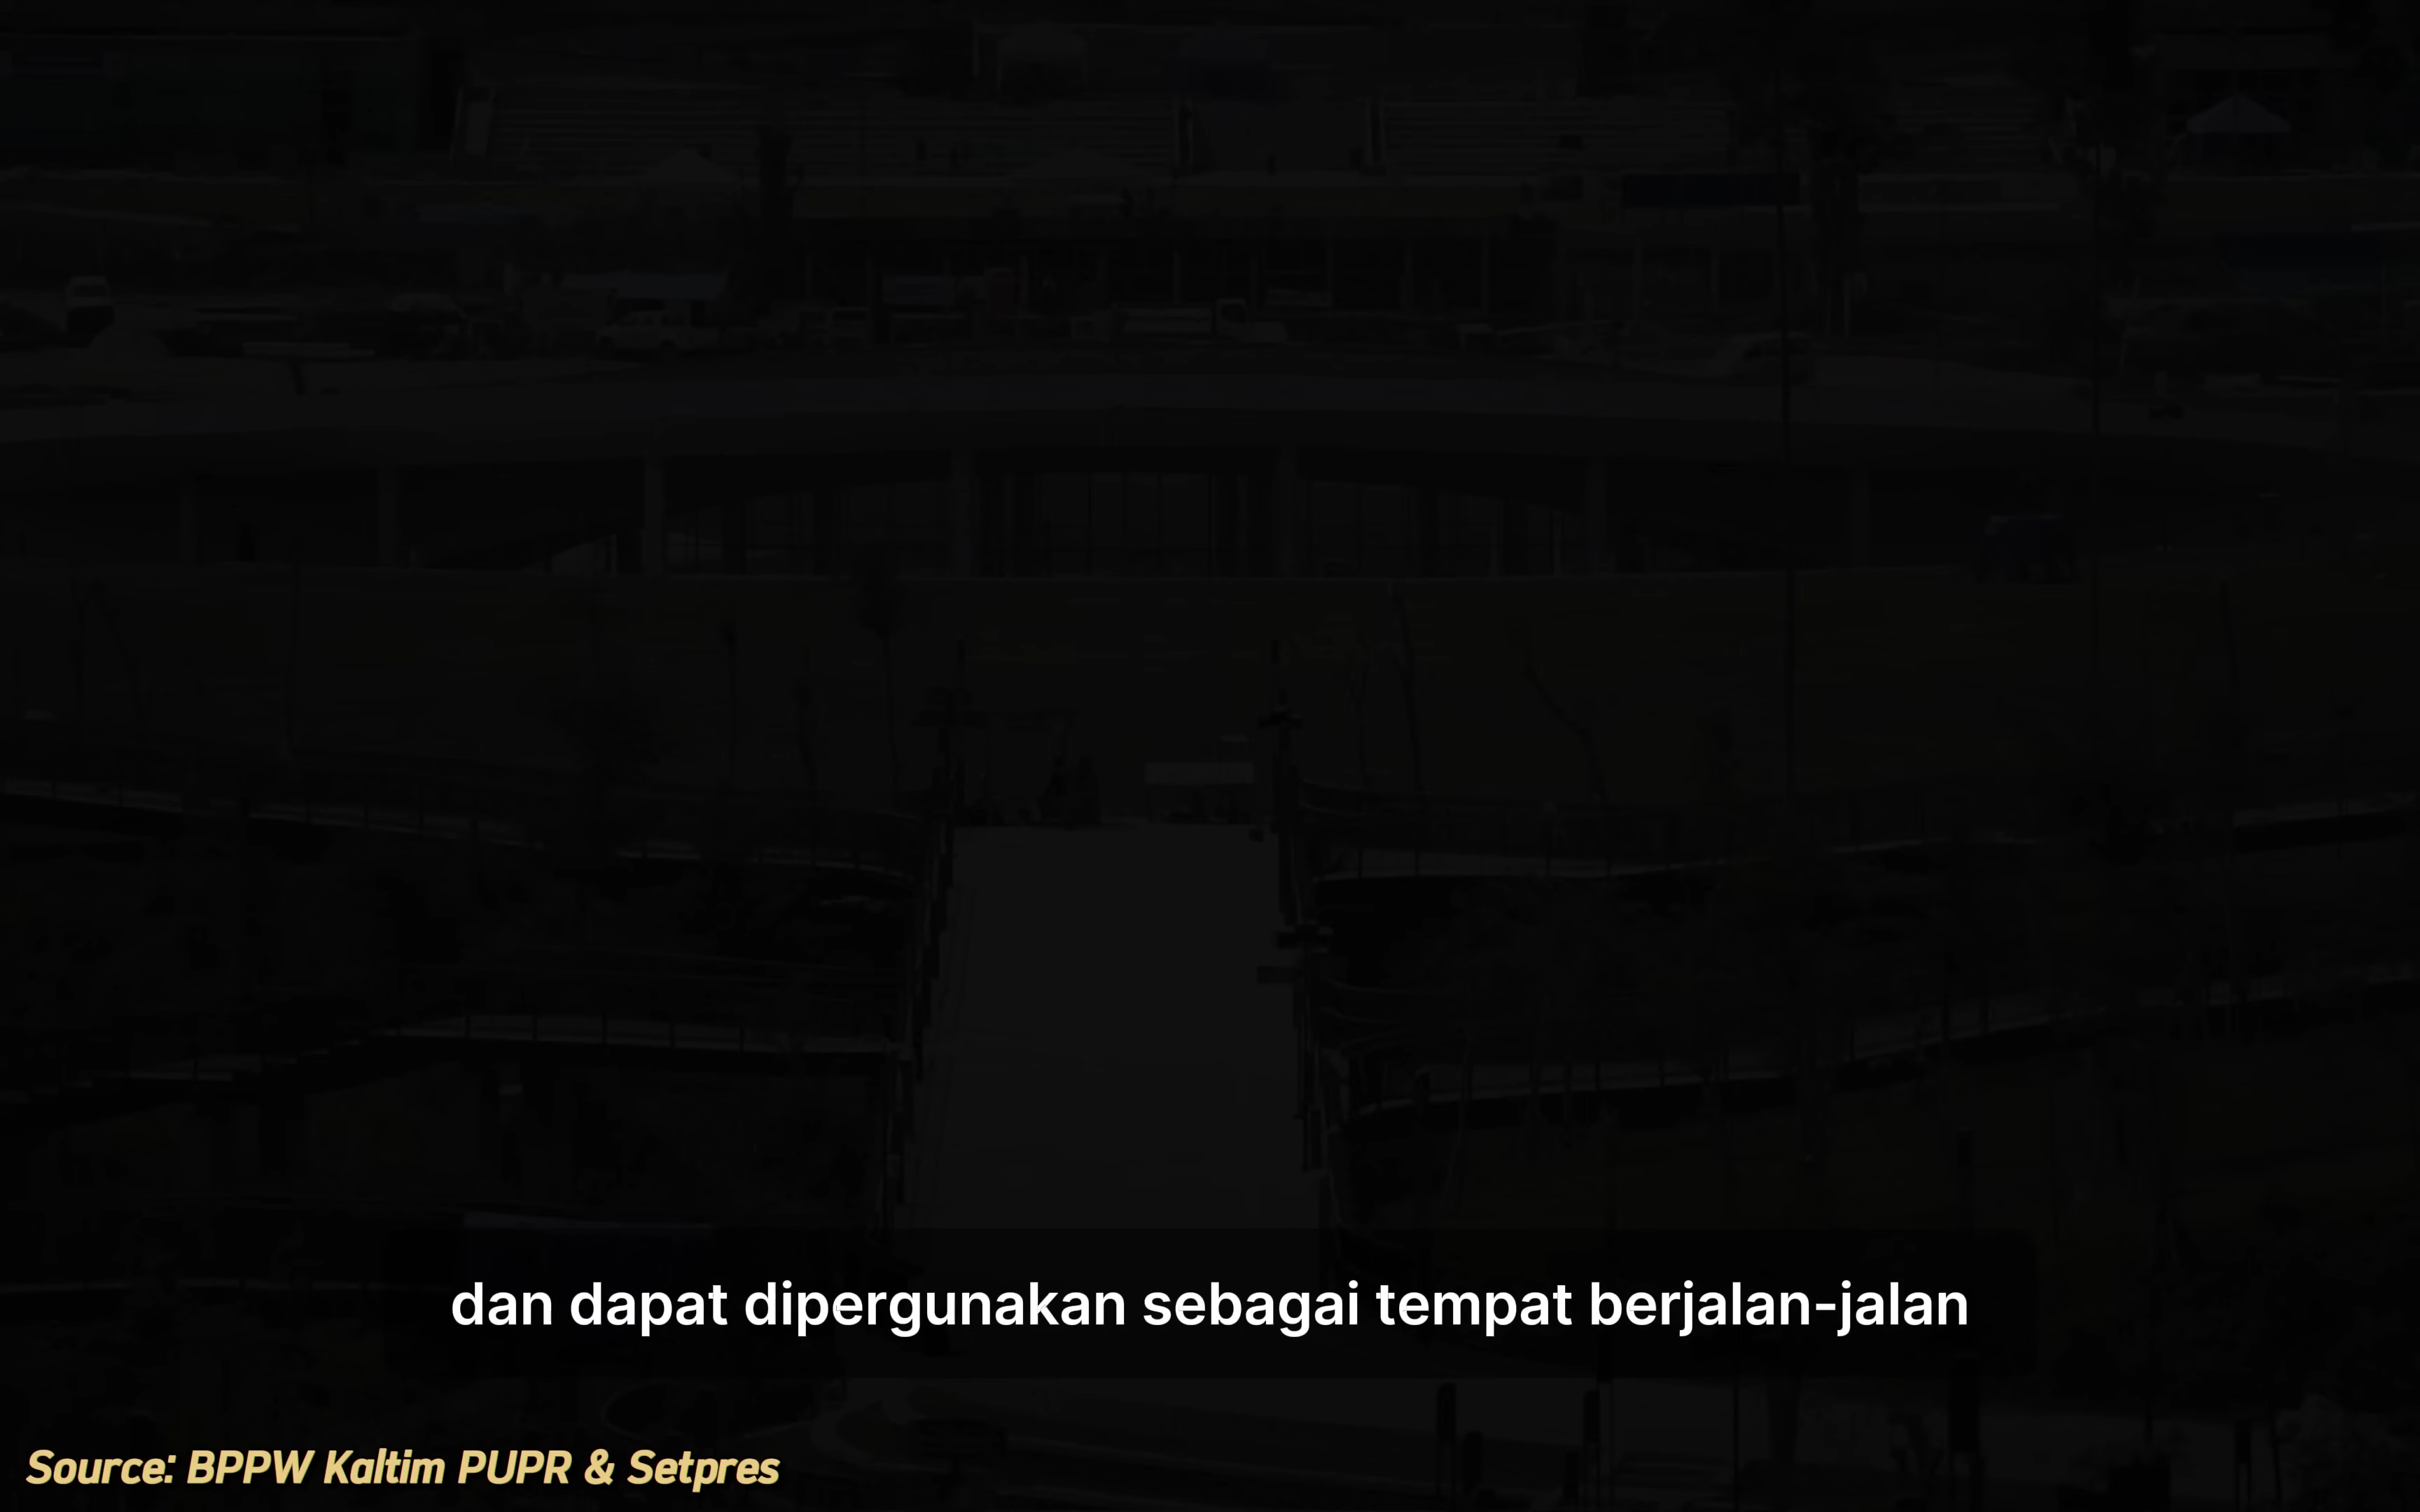 dan dapat dipergunakan sebagai tempat berjalan-jalan
Source: BPPW Kaltim PUPR & Setpres